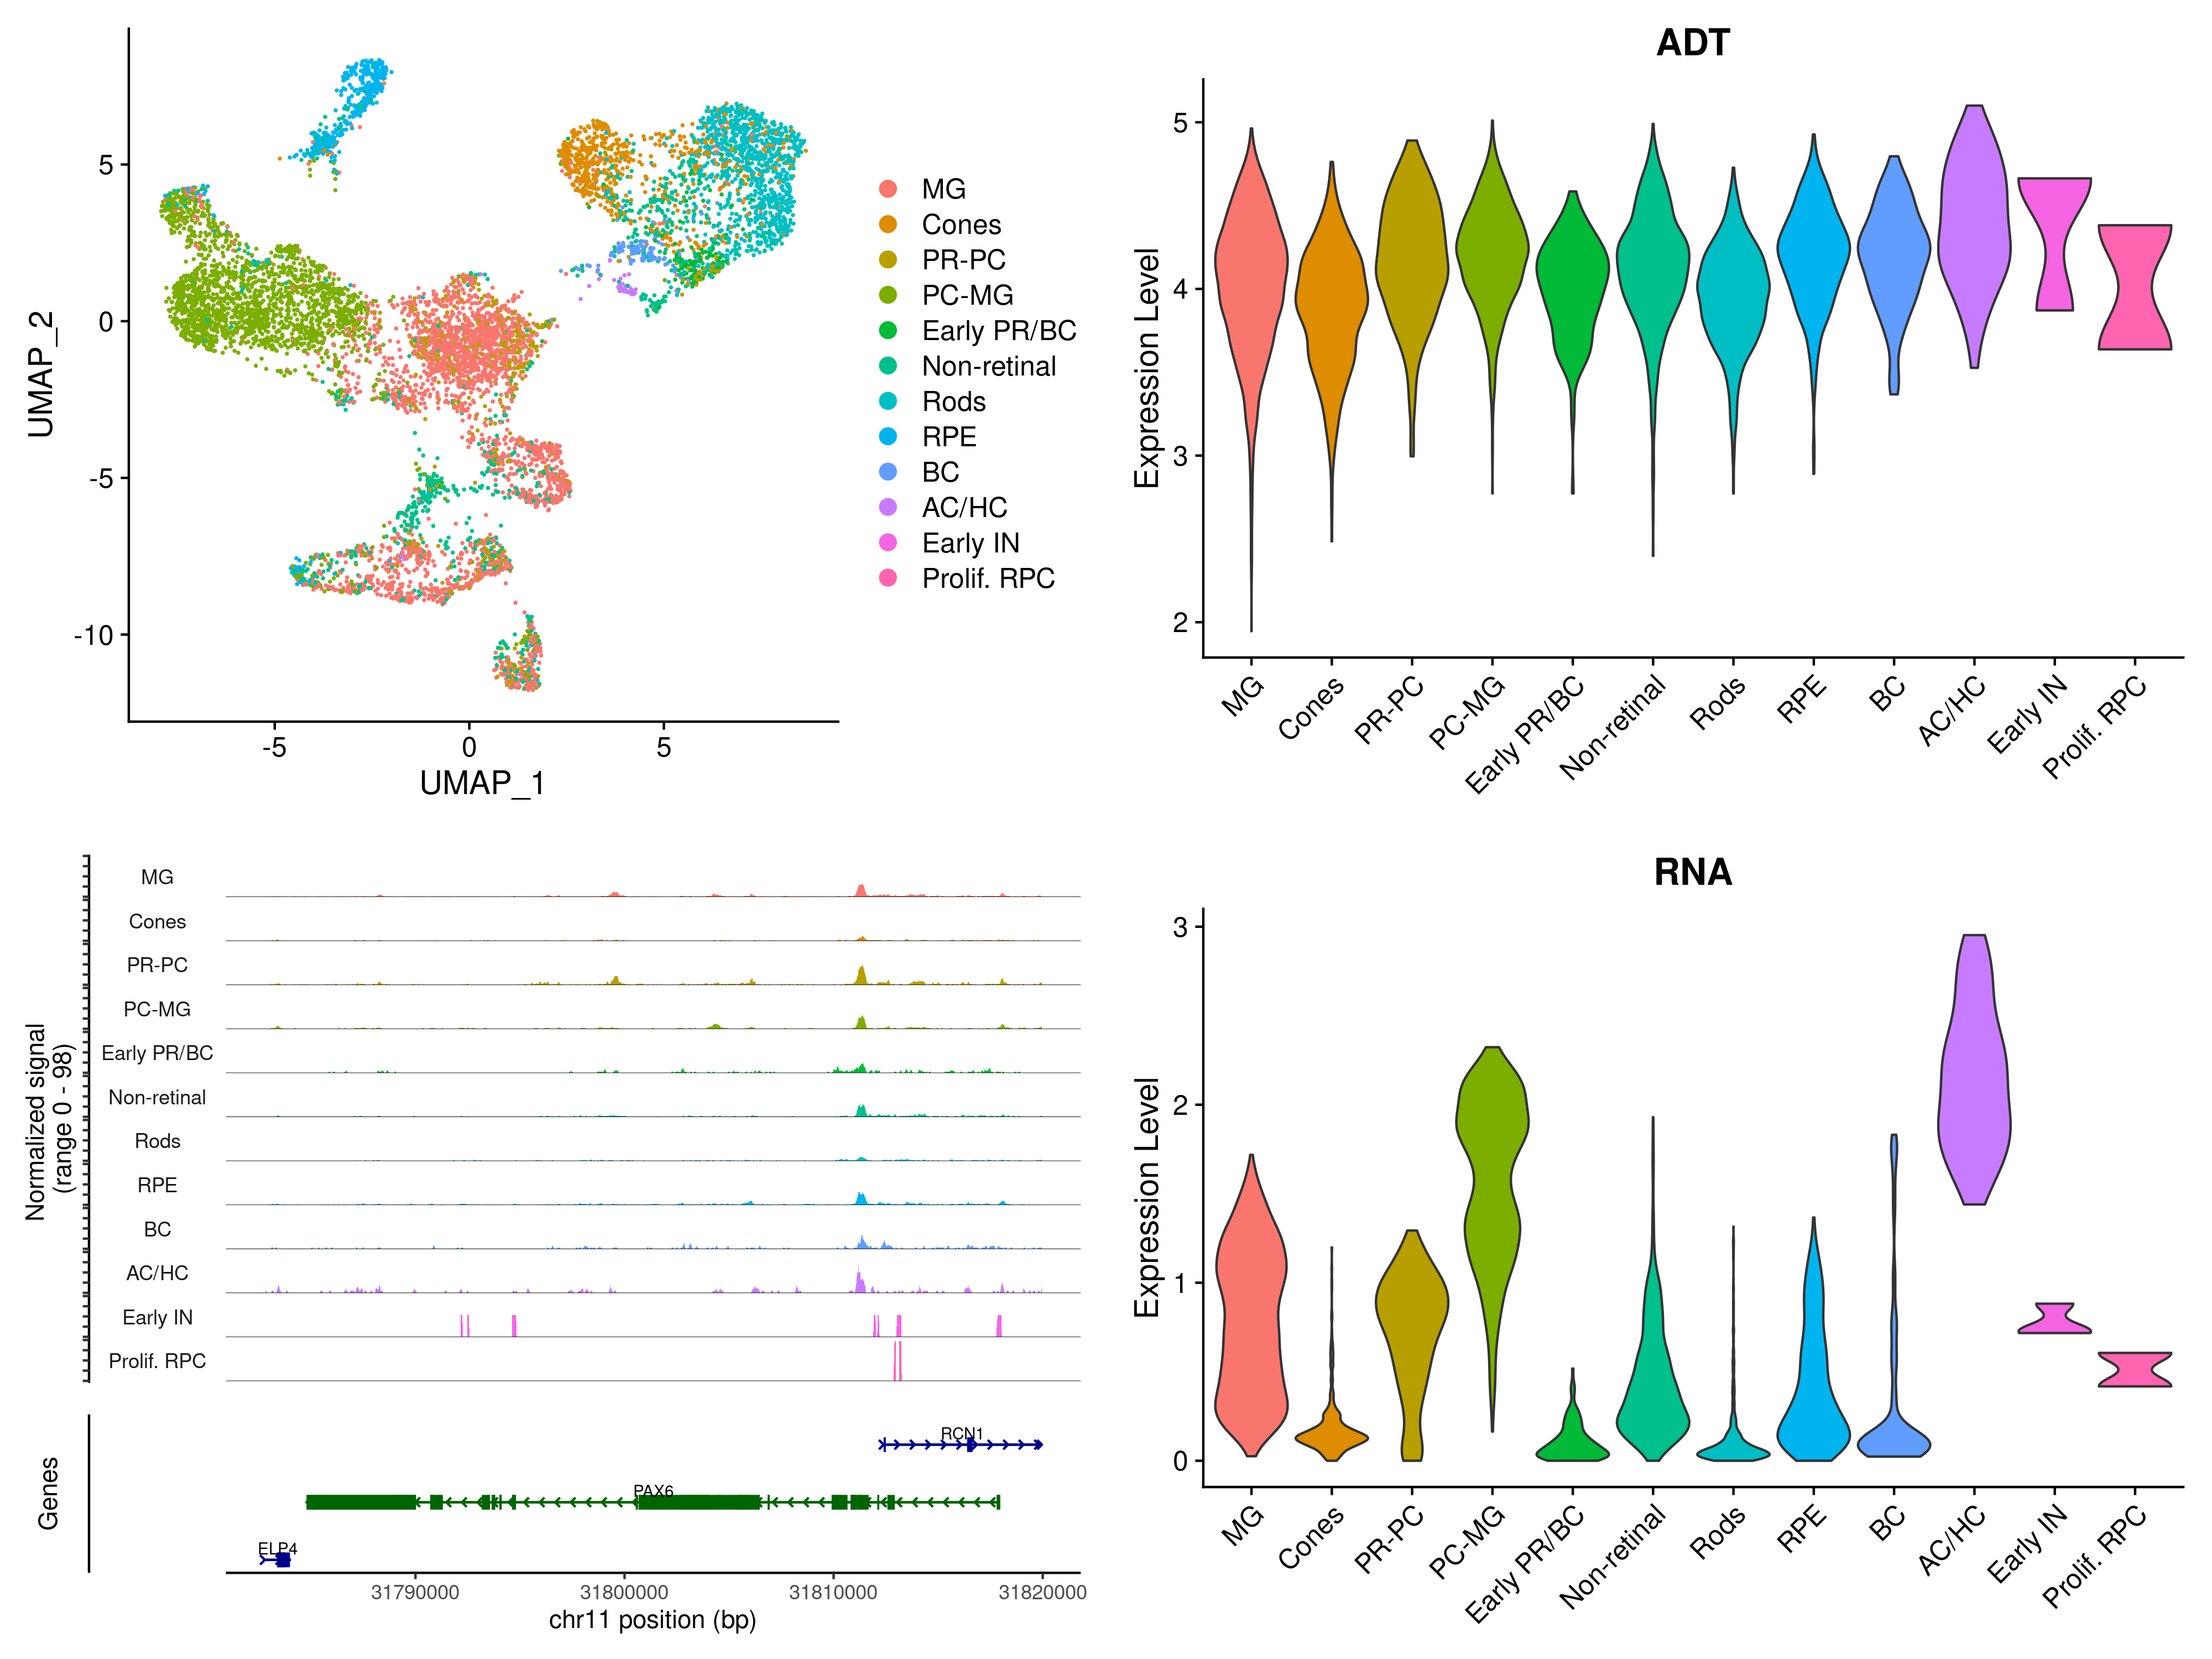 5
0
-5
-10
UMAP_2
-5
0
5
UMAP_1
MG
Cones
PR-PC
PC-MG
Early PR/BC
Non-retinal
Rods
RPE
BC
AC/HC
Early IN
Prolif. RPC
ADT
5
4
3
2
Expression Level
MG
Cones
PR-PC
PC-MG
Early PR/BC
Non-retinal
Rods
RPE
BC
AC/HC
Early IN
Prolif. RPC
Normalized signal
(range 0 - 98)
MG
Cones
PR-PC
PC-MG
Early PR/BC
Non-retinal
Rods
RPE
BC
AC/HC
Early IN
Prolif. RPC
Genes
RCN1
PAX6
ELP4
31790000
31800000
31810000
31820000
chr11 position (bp)
RNA
3
2
1
0
Expression Level
MG
Cones
PR-PC
PC-MG
Early PR/BC
Non-retinal
Rods
RPE
BC
AC/HC
Early IN
Prolif. RPC